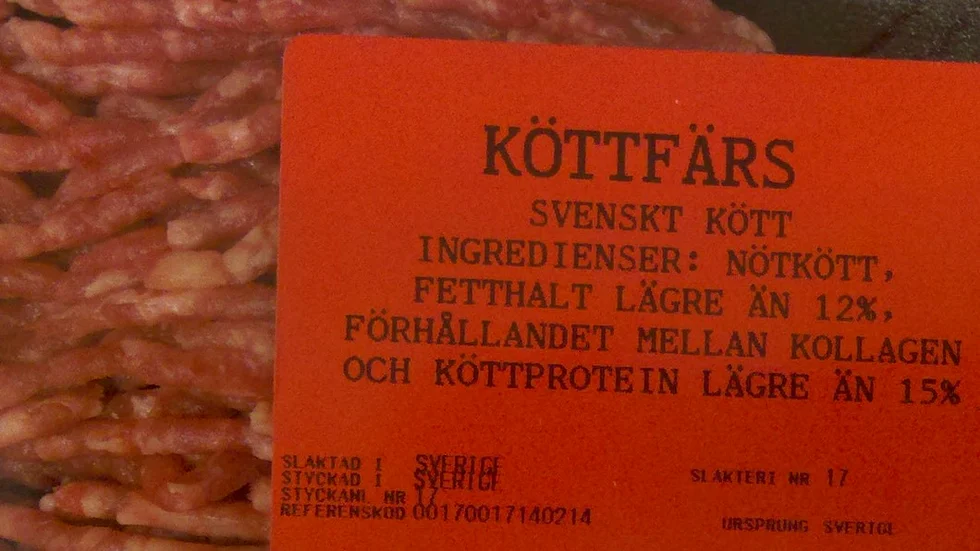 KÖTTFÄRS
SVENSKT KÖTT
INGREDIENSER: NÖTKÖTT,
FETTHALT LÄGRE ÄN 12%,
FÖRHÅLLANDET MELLAN KOLLAGEN
OCH KÖTTPROTEIN LÄGRE ÄN 15%
SLAKTAD I SVERIGE
STYCKAD I SVERIGE
STYCKANL NR 17
REFERENSKOD 00170017140214
SLAKTERI NR 17
URSPRUNG SVERIGE